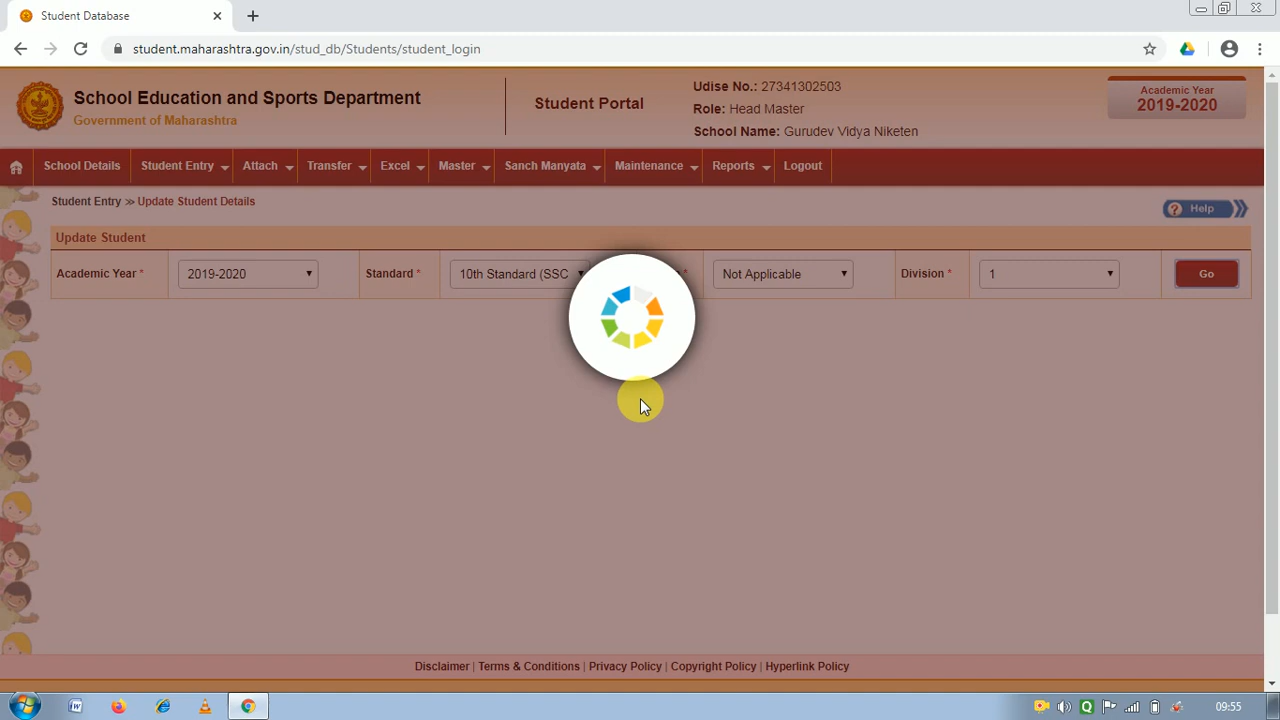 Student Database
student.maharashtra.gov.in/stud_db/Students/student_login
School Education and Sports Department
Government of Maharashtra
Student Portal
Udise No.: 27341302503
Role: Head Master
School Name: Gurudev Vidya Niketen
Academic Year
2019-2020
School Details Student Entry Attach Transfer Excel Master Sanch Manyata Maintenance Reports Logout
Student Entry >> Update Student Details
? Help
Update Student
Academic Year * 2019-2020 Standard * 10th Standard (SSC * Not Applicable Division * 1 Go
Disclaimer | Terms & Conditions | Privacy Policy | Copyright Policy | Hyperlink Policy
09:55